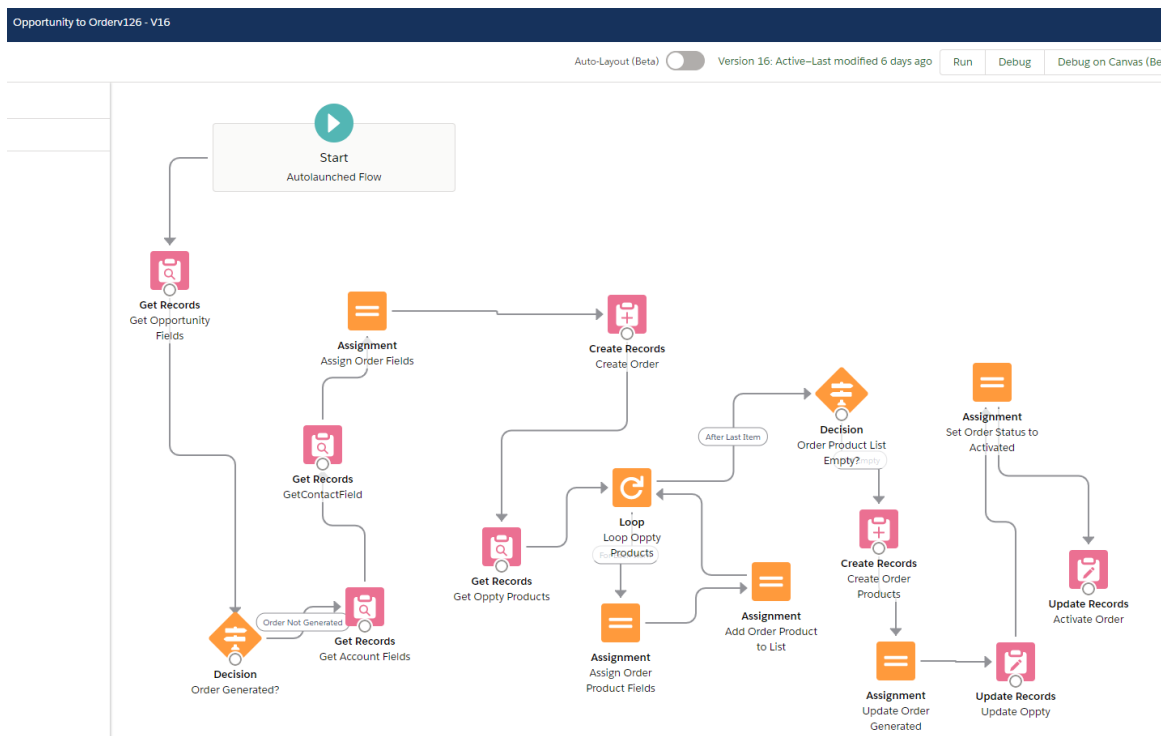 Opportunity to Orderv126 - V16
Auto-Layout (Beta)
Version 16: Active–Last modified 6 days ago
Run
Debug
Debug on Canvas (Be
Start
Autolaunched Flow
Get Records
Get Opportunity
Fields
Assignment
Assign Order Fields
Create Records
Create Order
After Last Item
Decision
Order Product List
Empty?
Assignment
Set Order Status to
Activated
Get Records
GetContactField
Loop
Loop Oppty
Products
Get Records
Get Oppty Products
Create Records
Create Order
Products
Update Records
Activate Order
Order Not Generated
Get Records
Get Account Fields
Assignment
Add Order Product
to List
Assignment
Assign Order
Product Fields
Decision
Order Generated?
Assignment
Update Order
Generated
Update Records
Update Oppty